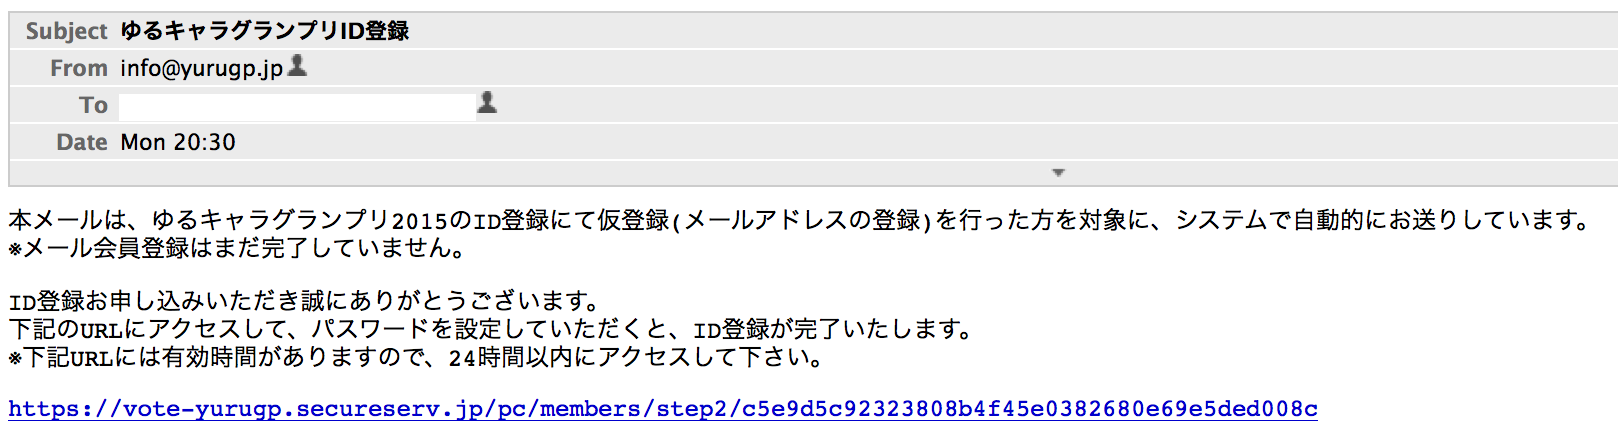 Subject ゆるキャラグランプリID登録
From info@yurugp.jp
To
Date Mon 20:30
本メールは、ゆるキャラグランプリ2015のID登録にて仮登録(メールアドレスの登録)を行った方を対象に、システムで自動的にお送りしています。
※メール会員登録はまだ完了していません。
ID登録お申し込みいただき誠にありがとうございます。
下記のURLにアクセスして、パスワードを設定していただくと、ID登録が完了いたします。
※下記URLには有効時間がありますので、24時間以内にアクセスして下さい。
https://vote-yurugp.secureserv.jp/pc/members/step2/c5e9d5c92323808b4f45e0382680e69e5ded008c